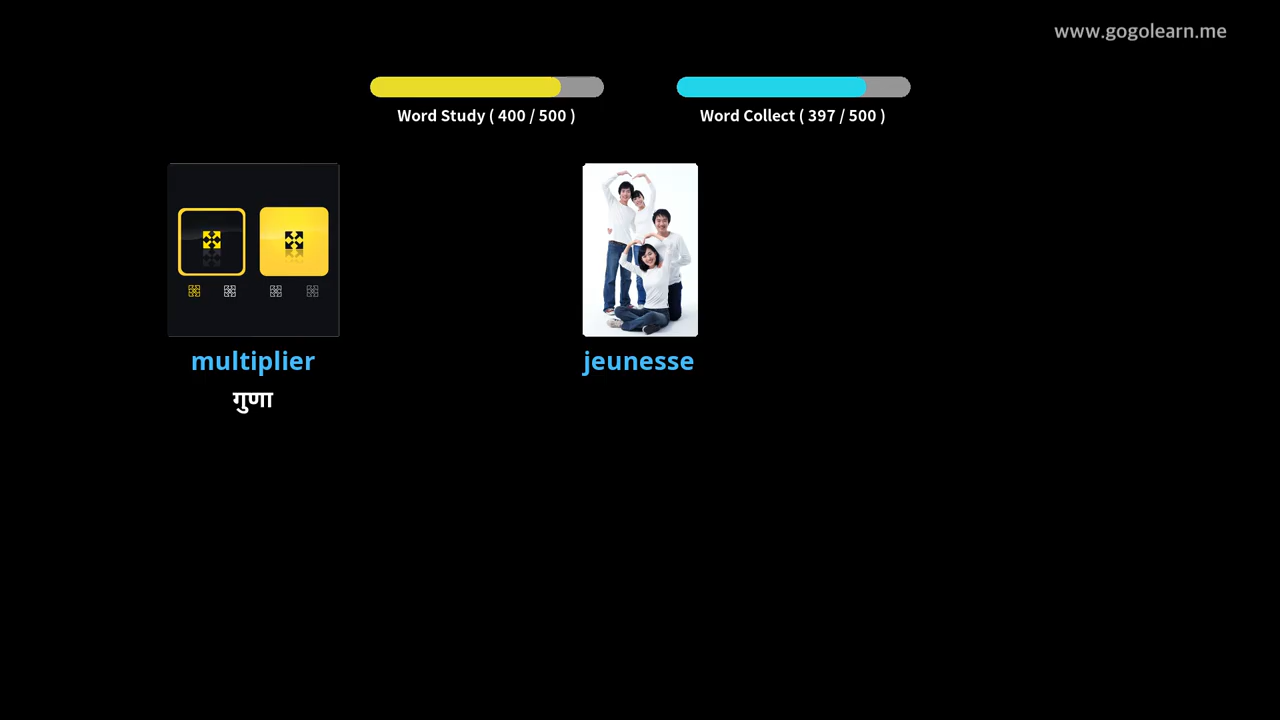 www.gogolearn.me
Word Study ( 400 / 500 )
Word Collect ( 397 / 500 )
multiplier
jeunesse
गुणा